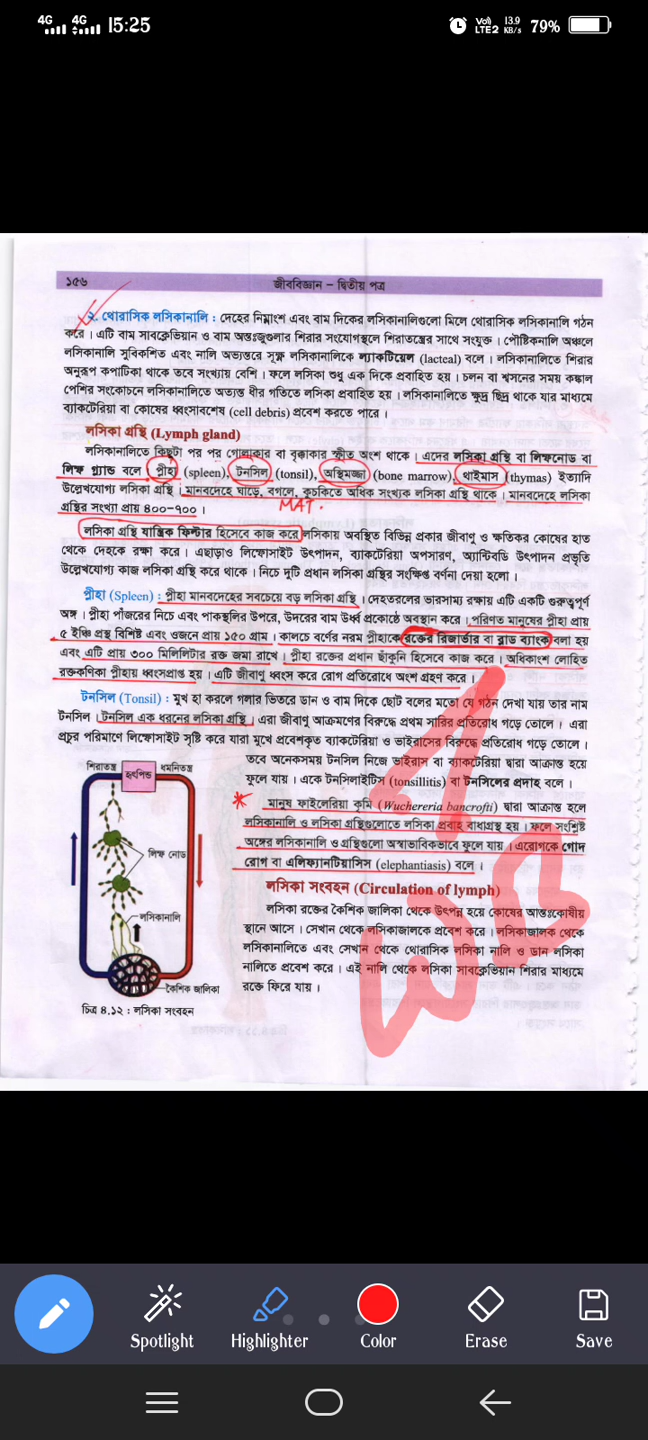 4G 4G 15:25 Vo) LTE2 13.9 KB/s 79%
১৫৬ জীববিজ্ঞান – দ্বিতীয় পত্র
২. থোরাসিক লসিকানালি : দেহের নিম্নাংশ এবং বাম দিকের লসিকানালিগুলো মিলে থোরাসিক লসিকানালি গঠন
করে । এটি বাম সাবক্লেভিয়ান ও বাম অন্তঃজুগুলার শিরার সংযোগস্থলে শিরাতন্ত্রের সাথে সংযুক্ত । পৌষ্টিকনালি অঞ্চলে
লসিকানালি সুবিকশিত এবং নালি অভ্যন্তরে সূক্ষ্ম লসিকানালিকে ল্যাকটিয়েল (lacteal) বলে । লসিকানালিতে শিরার
অনুরূপ কপাটিকা থাকে তবে সংখ্যায় বেশি । ফলে লসিকা শুধু এক দিকে প্রবাহিত হয় । চলন বা শ্বসনের সময় কঙ্কাল
পেশির সংকোচনে লসিকানালিতে অত্যন্ত ধীর গতিতে লসিকা প্রবাহিত হয় । লসিকানালিতে ক্ষুদ্র ছিদ্র থাকে যার মাধ্যমে
ব্যাকটেরিয়া বা কোষের ধ্বংসাবশেষ (cell debris) প্রবেশ করতে পারে ।
লসিকা গ্রন্থি (Lymph gland)
লসিকানালিতে কিছুটা পর পর গোলাকার বা বৃক্কাকার স্ফীত অংশ থাকে । এদের লসিকা গ্রন্থি বা লিম্ফনোড বা
লিম্ফ গ্ল্যান্ড বলে প্লীহা (spleen), টনসিল (tonsil), অস্থিমজ্জা (bone marrow), থাইমাস (thymas) ইত্যাদি
উল্লেখযোগ্য লসিকা গ্রন্থি । মানবদেহে ঘাড়ে, বগলে, কুচকিতে অধিক সংখ্যক লসিকা গ্রন্থি থাকে । মানবদেহে লসিকা
গ্রন্থির সংখ্যা প্রায় ৪০০-৭০০ ।
MAT.
লসিকা গ্রন্থি যান্ত্রিক ফিল্টার হিসেবে কাজ করে লসিকায় অবস্থিত বিভিন্ন প্রকার জীবাণু ও ক্ষতিকর কোষের হাত
থেকে দেহকে রক্ষা করে । এছাড়াও লিম্ফোসাইট উৎপাদন, ব্যাকটেরিয়া অপসারণ, অ্যান্টিবডি উৎপাদন প্রভৃতি
উল্লেখযোগ্য কাজ লসিকা গ্রন্থি করে থাকে । নিচে দুটি প্রধান লসিকা গ্রন্থির সংক্ষিপ্ত বর্ণনা দেয়া হলো ।
প্লীহা (Spleen) : প্লীহা মানবদেহের সবচেয়ে বড় লসিকা গ্রন্থি । দেহতরলের ভারসাম্য রক্ষায় এটি একটি গুরুত্বপূর্ণ
অঙ্গ । প্লীহা পাঁজরের নিচে এবং পাকস্থলির উপরে, উদরের বাম ঊর্ধ্ব প্রকোষ্ঠে অবস্থান করে । পরিণত মানুষের প্লীহা প্রায়
৫ ইঞ্চি প্রস্থ বিশিষ্ট এবং ওজনে প্রায় ১৫০ গ্রাম । কালচে বর্ণের নরম প্লীহাকে রক্তের রিজার্ভার বা ব্লাড ব্যাংক বলা হয়
এবং এটি প্রায় ৩০০ মিলিলিটার রক্ত জমা রাখে । প্লীহা রক্তের প্রধান ছাঁকুনি হিসেবে কাজ করে । অধিকাংশ লোহিত
রক্তকণিকা প্লীহায় ধ্বংসপ্রাপ্ত হয় । এটি জীবাণু ধ্বংস করে রোগ প্রতিরোধে অংশ গ্রহণ করে ।
টনসিল (Tonsil) : মুখ হা করলে গলার ভিতরে ডান ও বাম দিকে ছোট বলের মতো যে গঠন দেখা যায় তার নাম
টনসিল । টনসিল এক ধরনের লসিকা গ্রন্থি । এরা জীবাণু আক্রমণের বিরুদ্ধে প্রথম সারির প্রতিরোধ গড়ে তোলে । এরা
প্রচুর পরিমাণে লিম্ফোসাইট সৃষ্টি করে যারা মুখে প্রবেশকৃত ব্যাকটেরিয়া ও ভাইরাসের বিরুদ্ধে প্রতিরোধ গড়ে তোলে ।
তবে অনেকসময় টনসিল নিজে ভাইরাস বা ব্যাকটেরিয়া দ্বারা আক্রান্ত হয়ে
ফুলে যায় । একে টনসিলাইটিস (tonsillitis) বা টনসিলের প্রদাহ বলে ।
মানুষ ফাইলেরিয়া কৃমি (Wuchereria bancrofti) দ্বারা আক্রান্ত হলে
লসিকানালি ও লসিকা গ্রন্থিগুলোতে লসিকা প্রবাহ বাধাগ্রস্থ হয় । ফলে সংশ্লিষ্ট
অঙ্গের লসিকানালি ও গ্রন্থিগুলো অস্বাভাবিকভাবে ফুলে যায় । এরোগকে গোদ
রোগ বা এলিফ্যানটিয়াসিস (elephantiasis) বলে ।
লসিকা সংবহন (Circulation of lymph)
লসিকা রক্তের কৈশিক জালিকা থেকে উৎপন্ন হয়ে কোষের আন্তঃকোষীয়
স্থানে আসে । সেখান থেকে লসিকাজালকে প্রবেশ করে । লসিকাজালক থেকে
লসিকানালিতে এবং সেখান থেকে থোরাসিক লসিকা নালি ও ডান লসিকা
নালিতে প্রবেশ করে । এই নালি থেকে লসিকা সাবক্লেভিয়ান শিরার মাধ্যমে
রক্তে ফিরে যায় ।
শিরাতন্ত্র হৃৎপিন্ড ধমনিতন্ত্র
লিম্ফ নোড
লসিকানালি
কৈশিক জালিকা
চিত্র ৪.১২ : লসিকা সংবহন
Spotlight Highlighter Color Erase Save